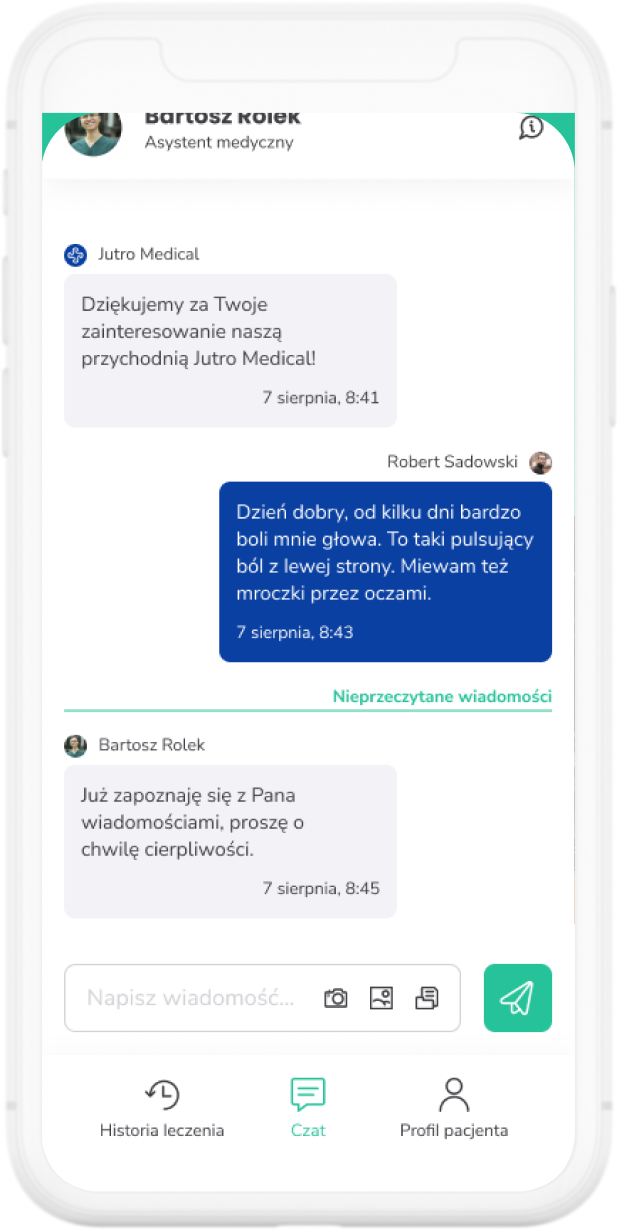 Bartosz Rolek
Asystent medyczny
Jutro Medical
Dziękujemy za Twoje
zainteresowanie naszą
przychodnią Jutro Medical!
7 sierpnia, 8:41
Robert Sadowski
Dzień dobry, od kilku dni bardzo
boli mnie głowa. To taki pulsujący
ból z lewej strony. Miewam też
mroczki przez oczami.
7 sierpnia, 8:43
Nieprzeczytane wiadomości
Bartosz Rolek
Już zapoznaję się z Pana
wiadomościami, proszę o
chwilę cierpliwości.
7 sierpnia, 8:45
Napisz wiadomość...
Historia leczenia
Czat
Profil pacjenta